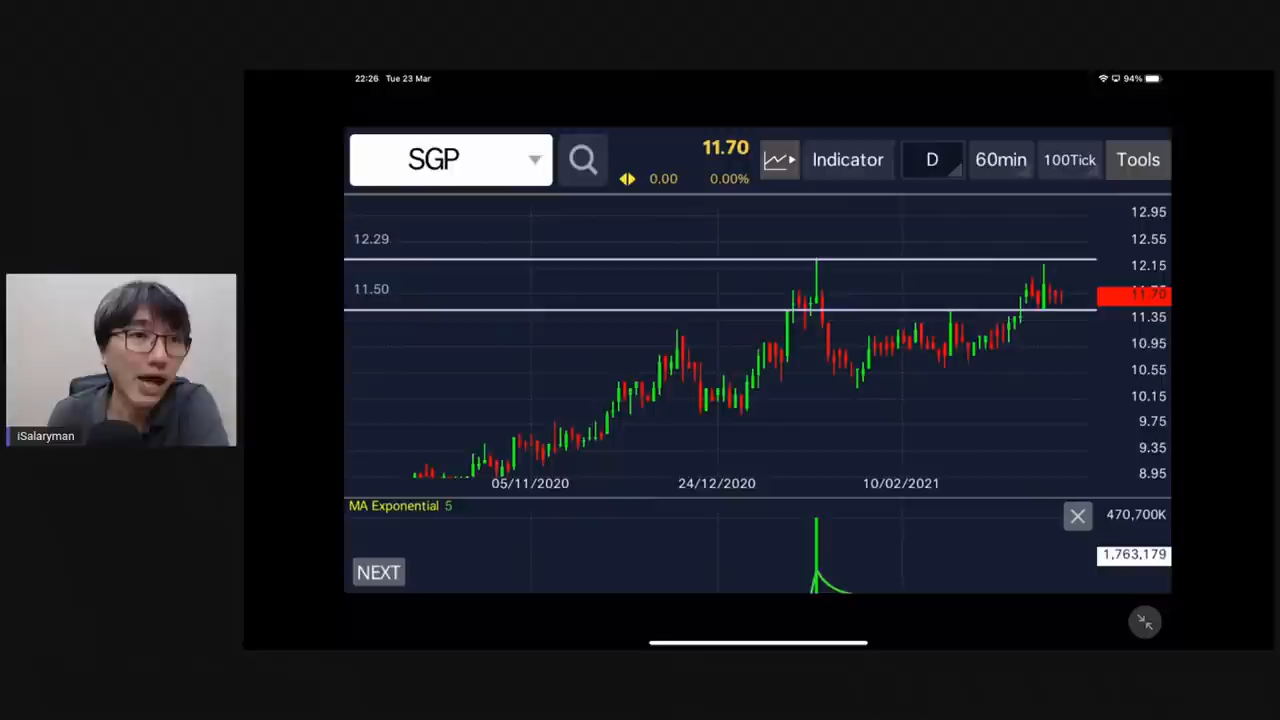 22:26 Tue 23 Mar
94%
SGP
11.70
0.00 0.00%
Indicator
D
60min
100Tick
Tools
12.95
12.29
12.55
12.15
11.50
11.70
11.35
10.95
10.55
10.15
9.75
9.35
8.95
05/11/2020
24/12/2020
10/02/2021
iSalaryman
MA Exponential 5
470,700K
1,763,179
NEXT